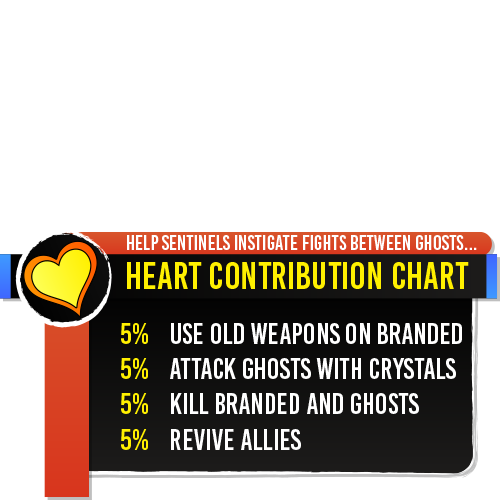 HELP SENTINELS INSTIGATE FIGHTS BETWEEN GHOSTS...
HEART CONTRIBUTION CHART
5% USE OLD WEAPONS ON BRANDED
5% ATTACK GHOSTS WITH CRYSTALS
5% KILL BRANDED AND GHOSTS
5% REVIVE ALLIES